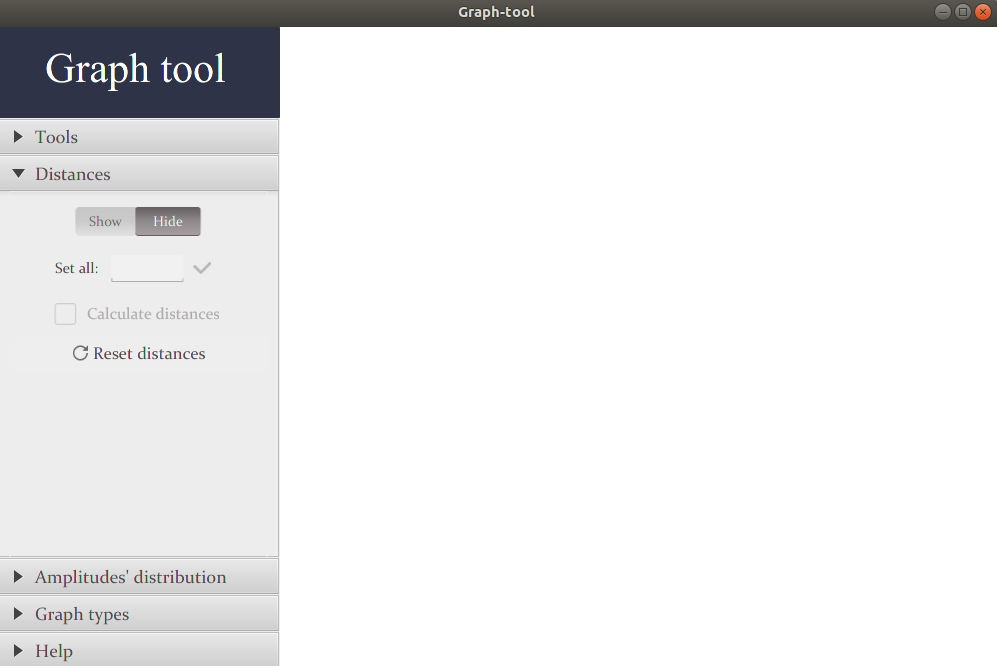 Graph-tool
Graph tool
Tools
Distances
Show Hide
Set all:
Calculate distances
Reset distances
Amplitudes' distribution
Graph types
Help